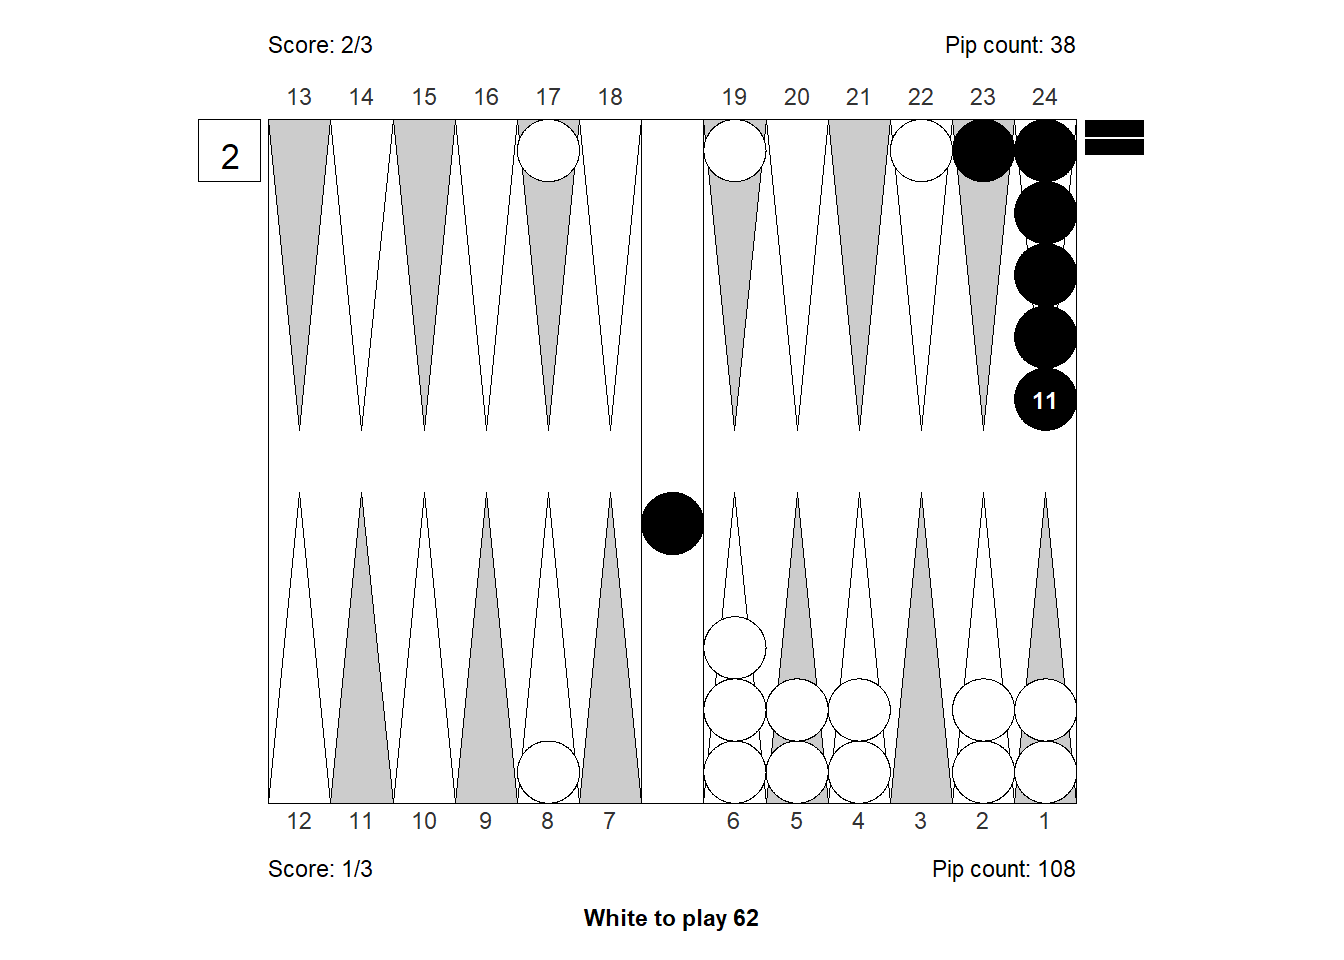 Score: 2/3 Pip count: 38
13 14 15 16 17 18 19 20 21 22 23 24
2
11
12 11 10 9 8 7 6 5 4 3 2 1
Score: 1/3 Pip count: 108
White to play 62